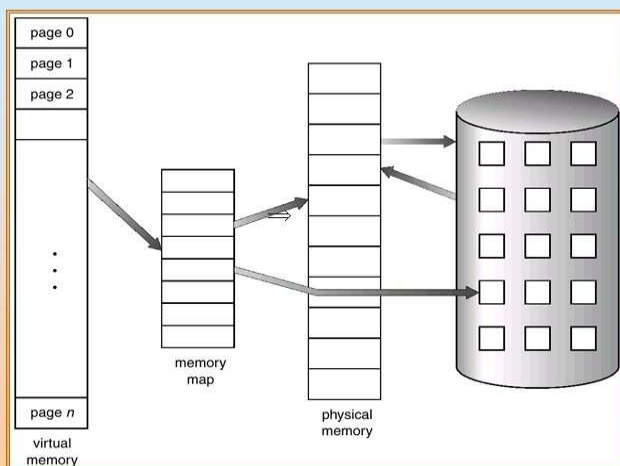 page 0
page 1
page 2
page n
virtual
memory
memory
map
physical
memory